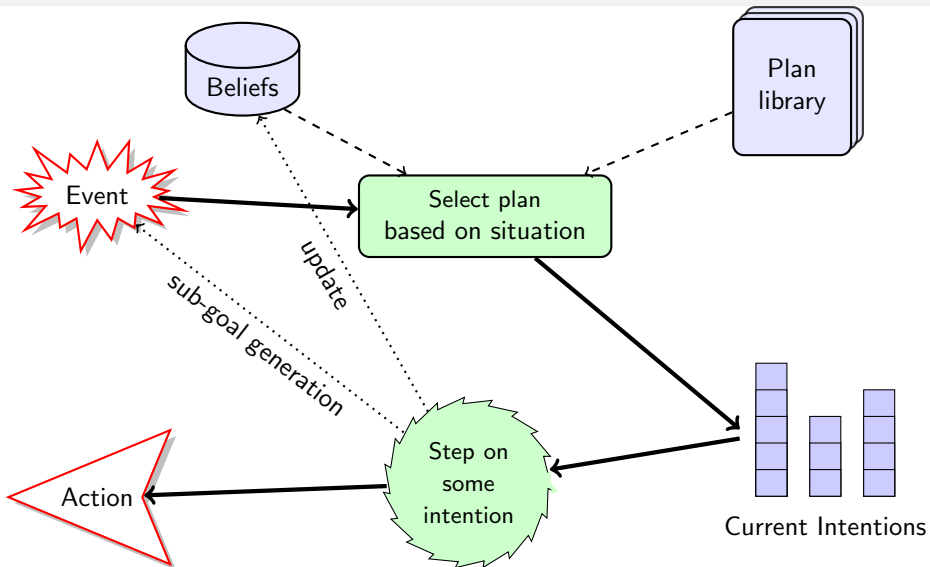 Beliefs
Plan
library
Event
Select plan
based on situation
update
sub-goal generation
Step on
some
intention
Action
Current Intentions